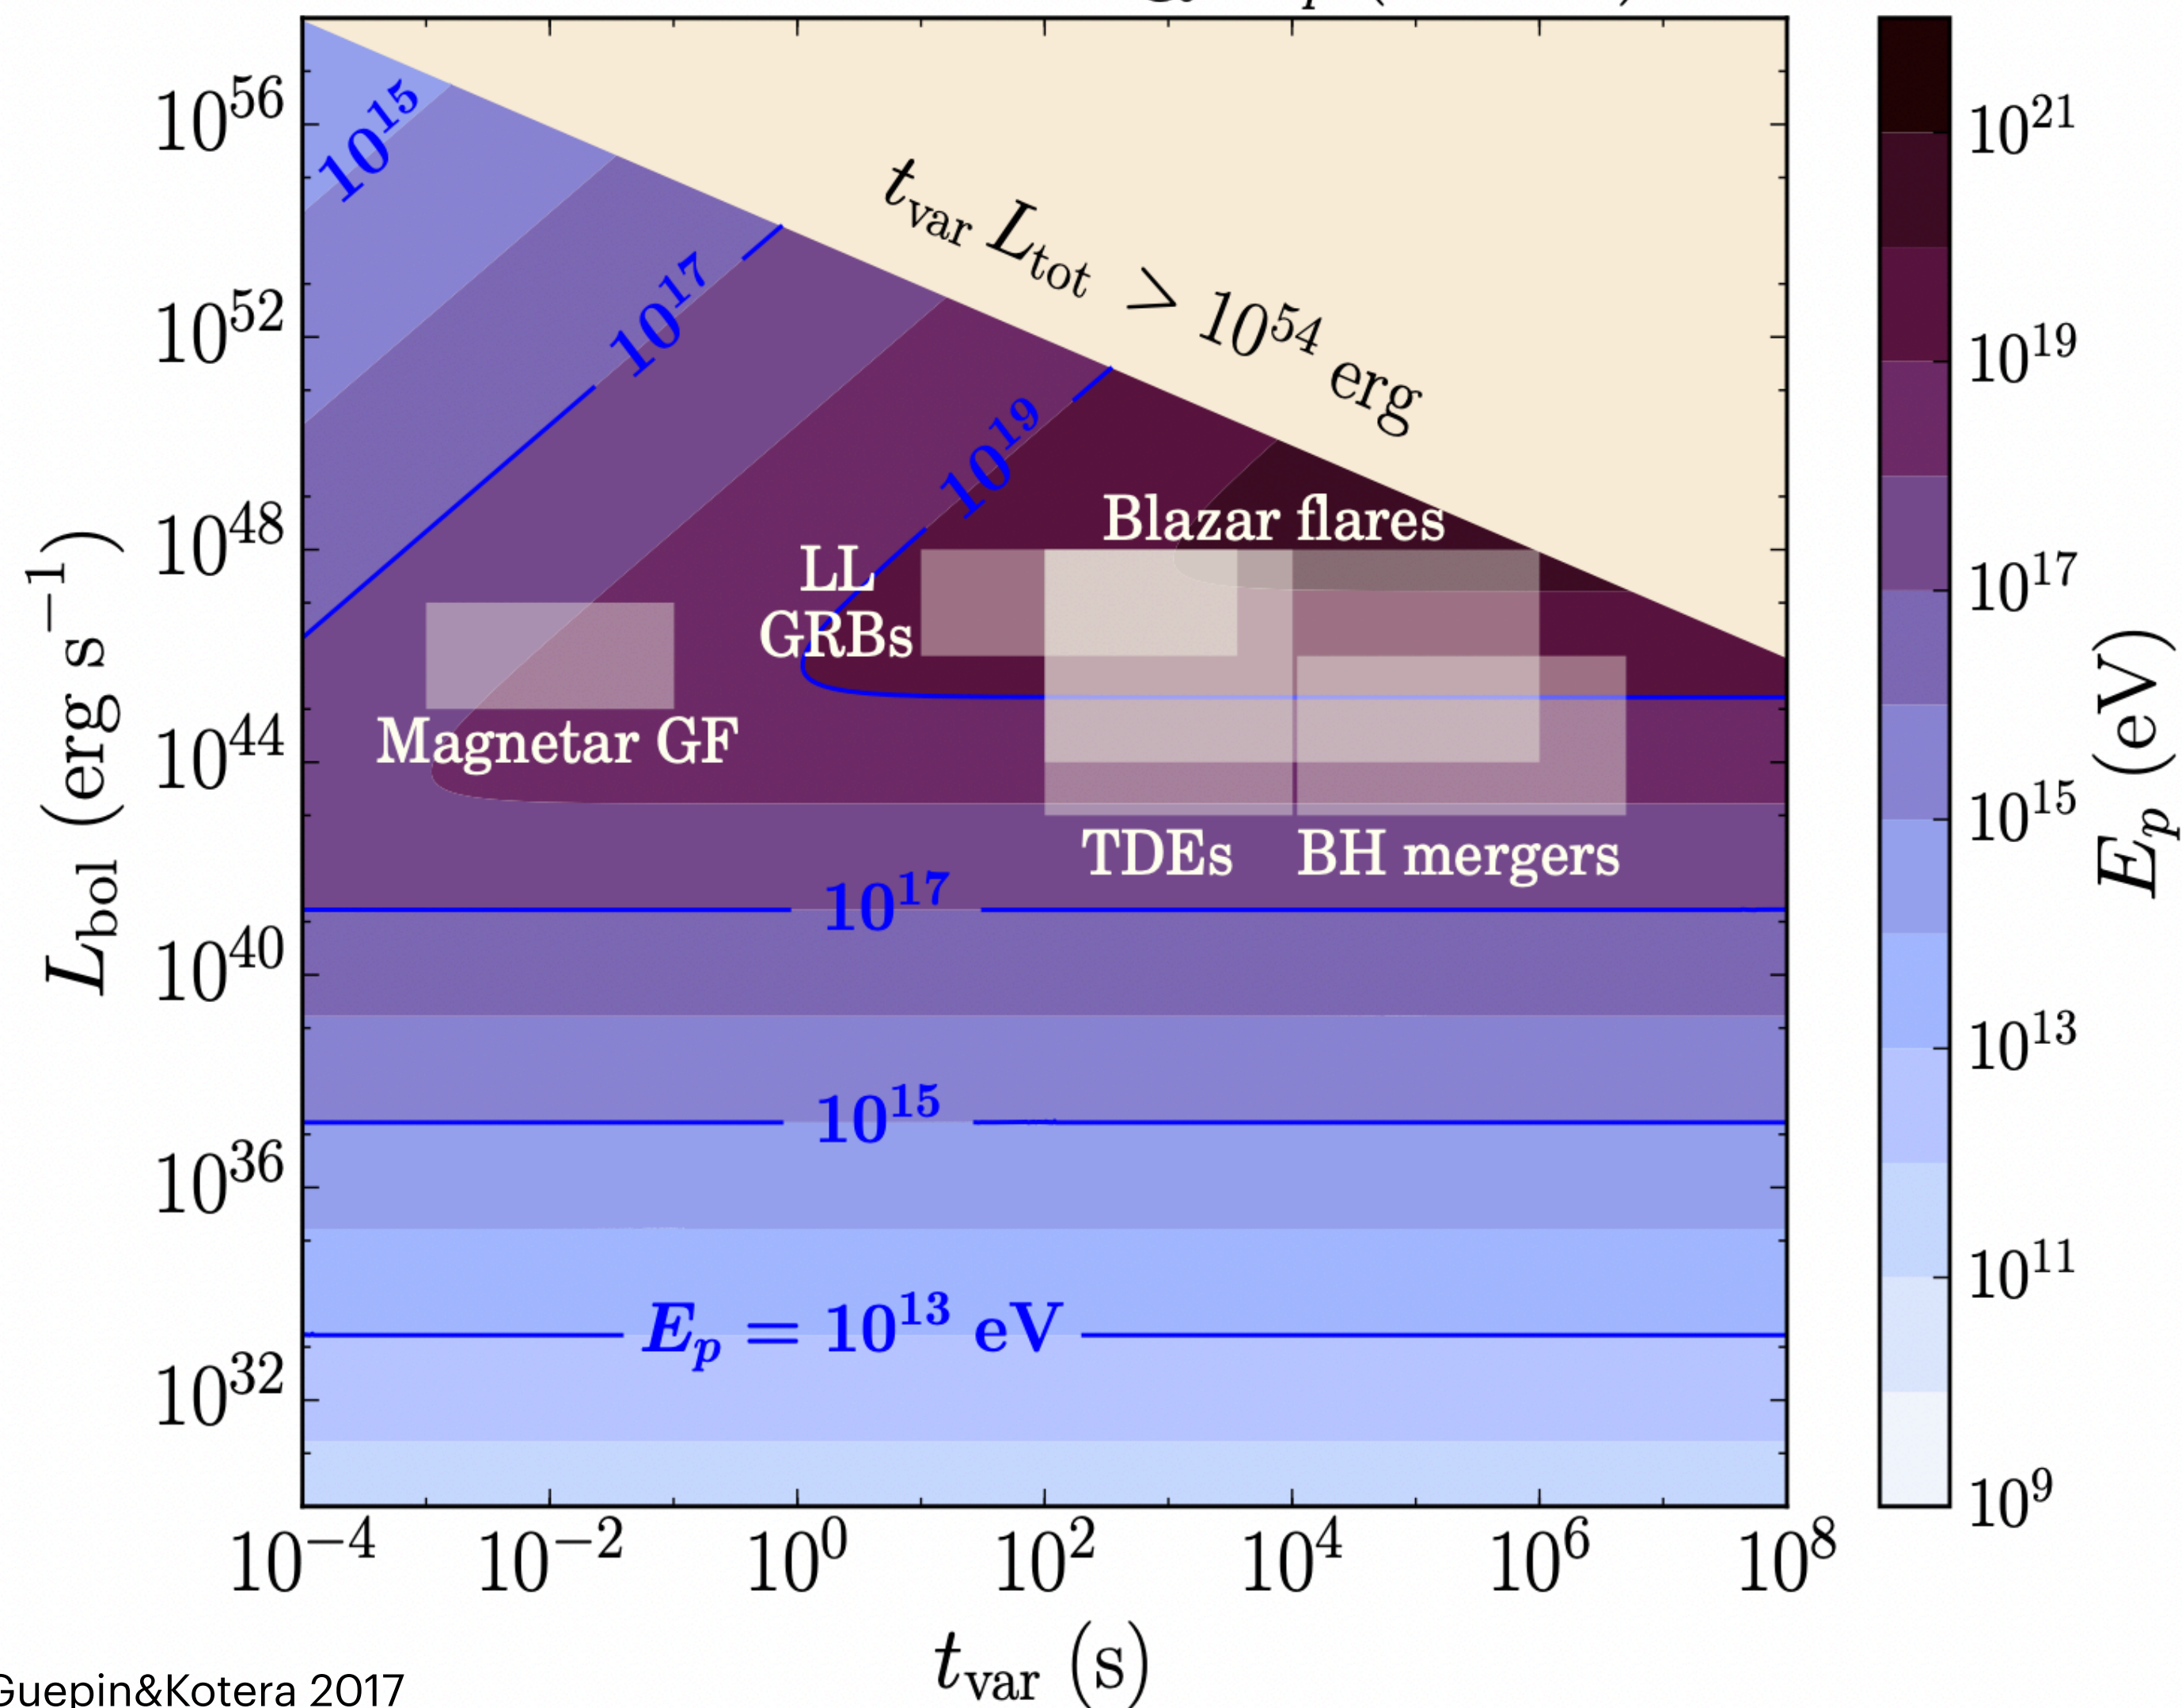 10^56
10^52
10^48
10^44
10^40
10^36
10^32
L_bol (erg s^−1)
10^15
10^17
10^19
t_var L_tot > 10^54 erg
Blazar flares
LL
GRBs
Magnetar GF
TDEs
BH mergers
10^17
10^15
E_p = 10^13 eV
10^−4
10^−2
10^0
10^2
10^4
10^6
10^8
t_var (s)
10^21
10^19
10^17
10^15
10^13
10^11
10^9
E_p (eV)
Guepin&Kotera 2017